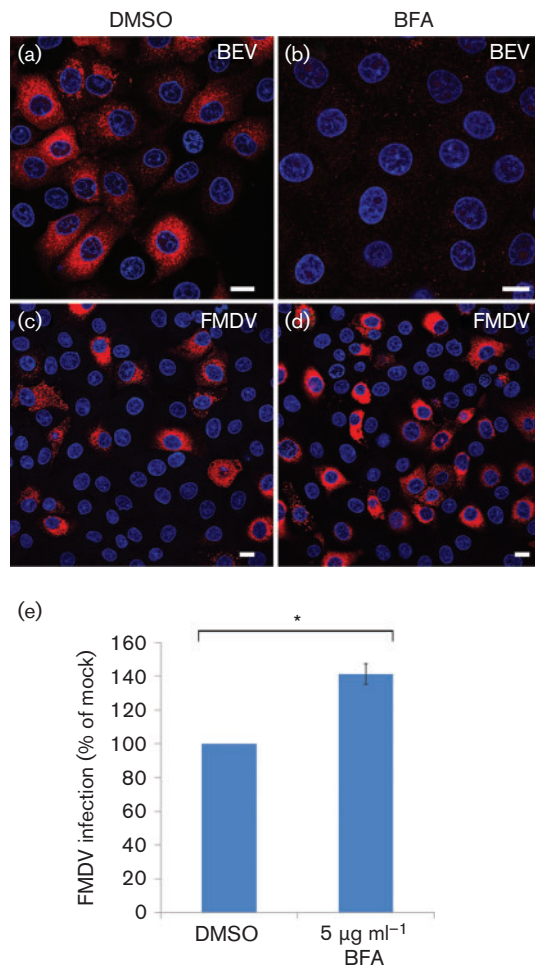 DMSO BFA
(a) BEV
(b) BEV
(c) FMDV
(d) FMDV
(e)
*
FMDV infection (% of mock)
160
140
120
100
80
60
40
20
0
DMSO
5 µg ml⁻¹
BFA